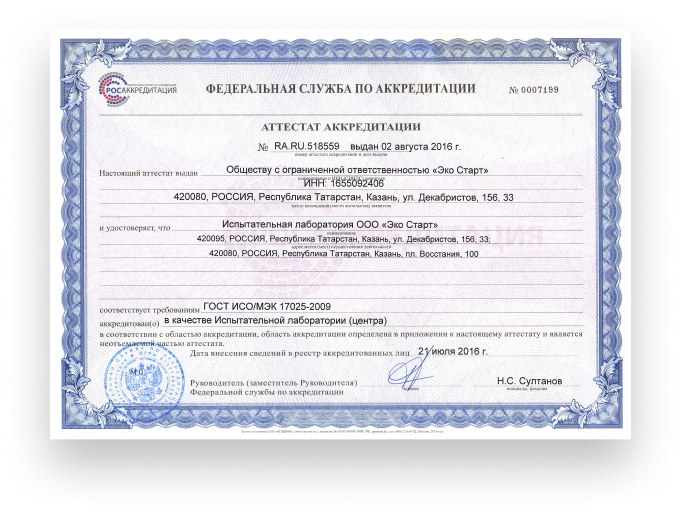 РОСАККРЕДИТАЦИЯ
ФЕДЕРАЛЬНАЯ СЛУЖБА ПО АККРЕДИТАЦИИ
№ 0007199
АТТЕСТАТ АККРЕДИТАЦИИ
№ RA.RU.518559 выдан 02 августа 2016 г.
номер аттестата аккредитации и дата выдачи
Настоящий аттестат выдан Обществу с ограниченной ответственностью «Эко Старт»
ИНН: 1655092406
420080, РОССИЯ, Республика Татарстан, Казань, ул. Декабристов, 156, 33
место нахождения (место жительства) заявителя
и удостоверяет, что Испытательная лаборатория ООО «Эко Старт»
наименование
420095, РОССИЯ, Республика Татарстан, Казань, ул. Декабристов, 156, 33;
адрес места (мест) осуществления деятельности
420080, РОССИЯ, Республика Татарстан, Казань, пл. Восстания, 100
соответствует требованиям ГОСТ ИСО/МЭК 17025-2009
аккредитован(о) в качестве Испытательной лаборатории (центра)
в соответствии с областью аккредитации, область аккредитации определена в приложении к настоящему аттестату и является
неотъемлемой частью аттестата.
Дата внесения сведений в реестр аккредитованных лиц 21 июля 2016 г.
Руководитель (заместитель Руководителя)
Федеральной службы по аккредитации
подпись
Н.С. Султанов
инициалы, фамилия